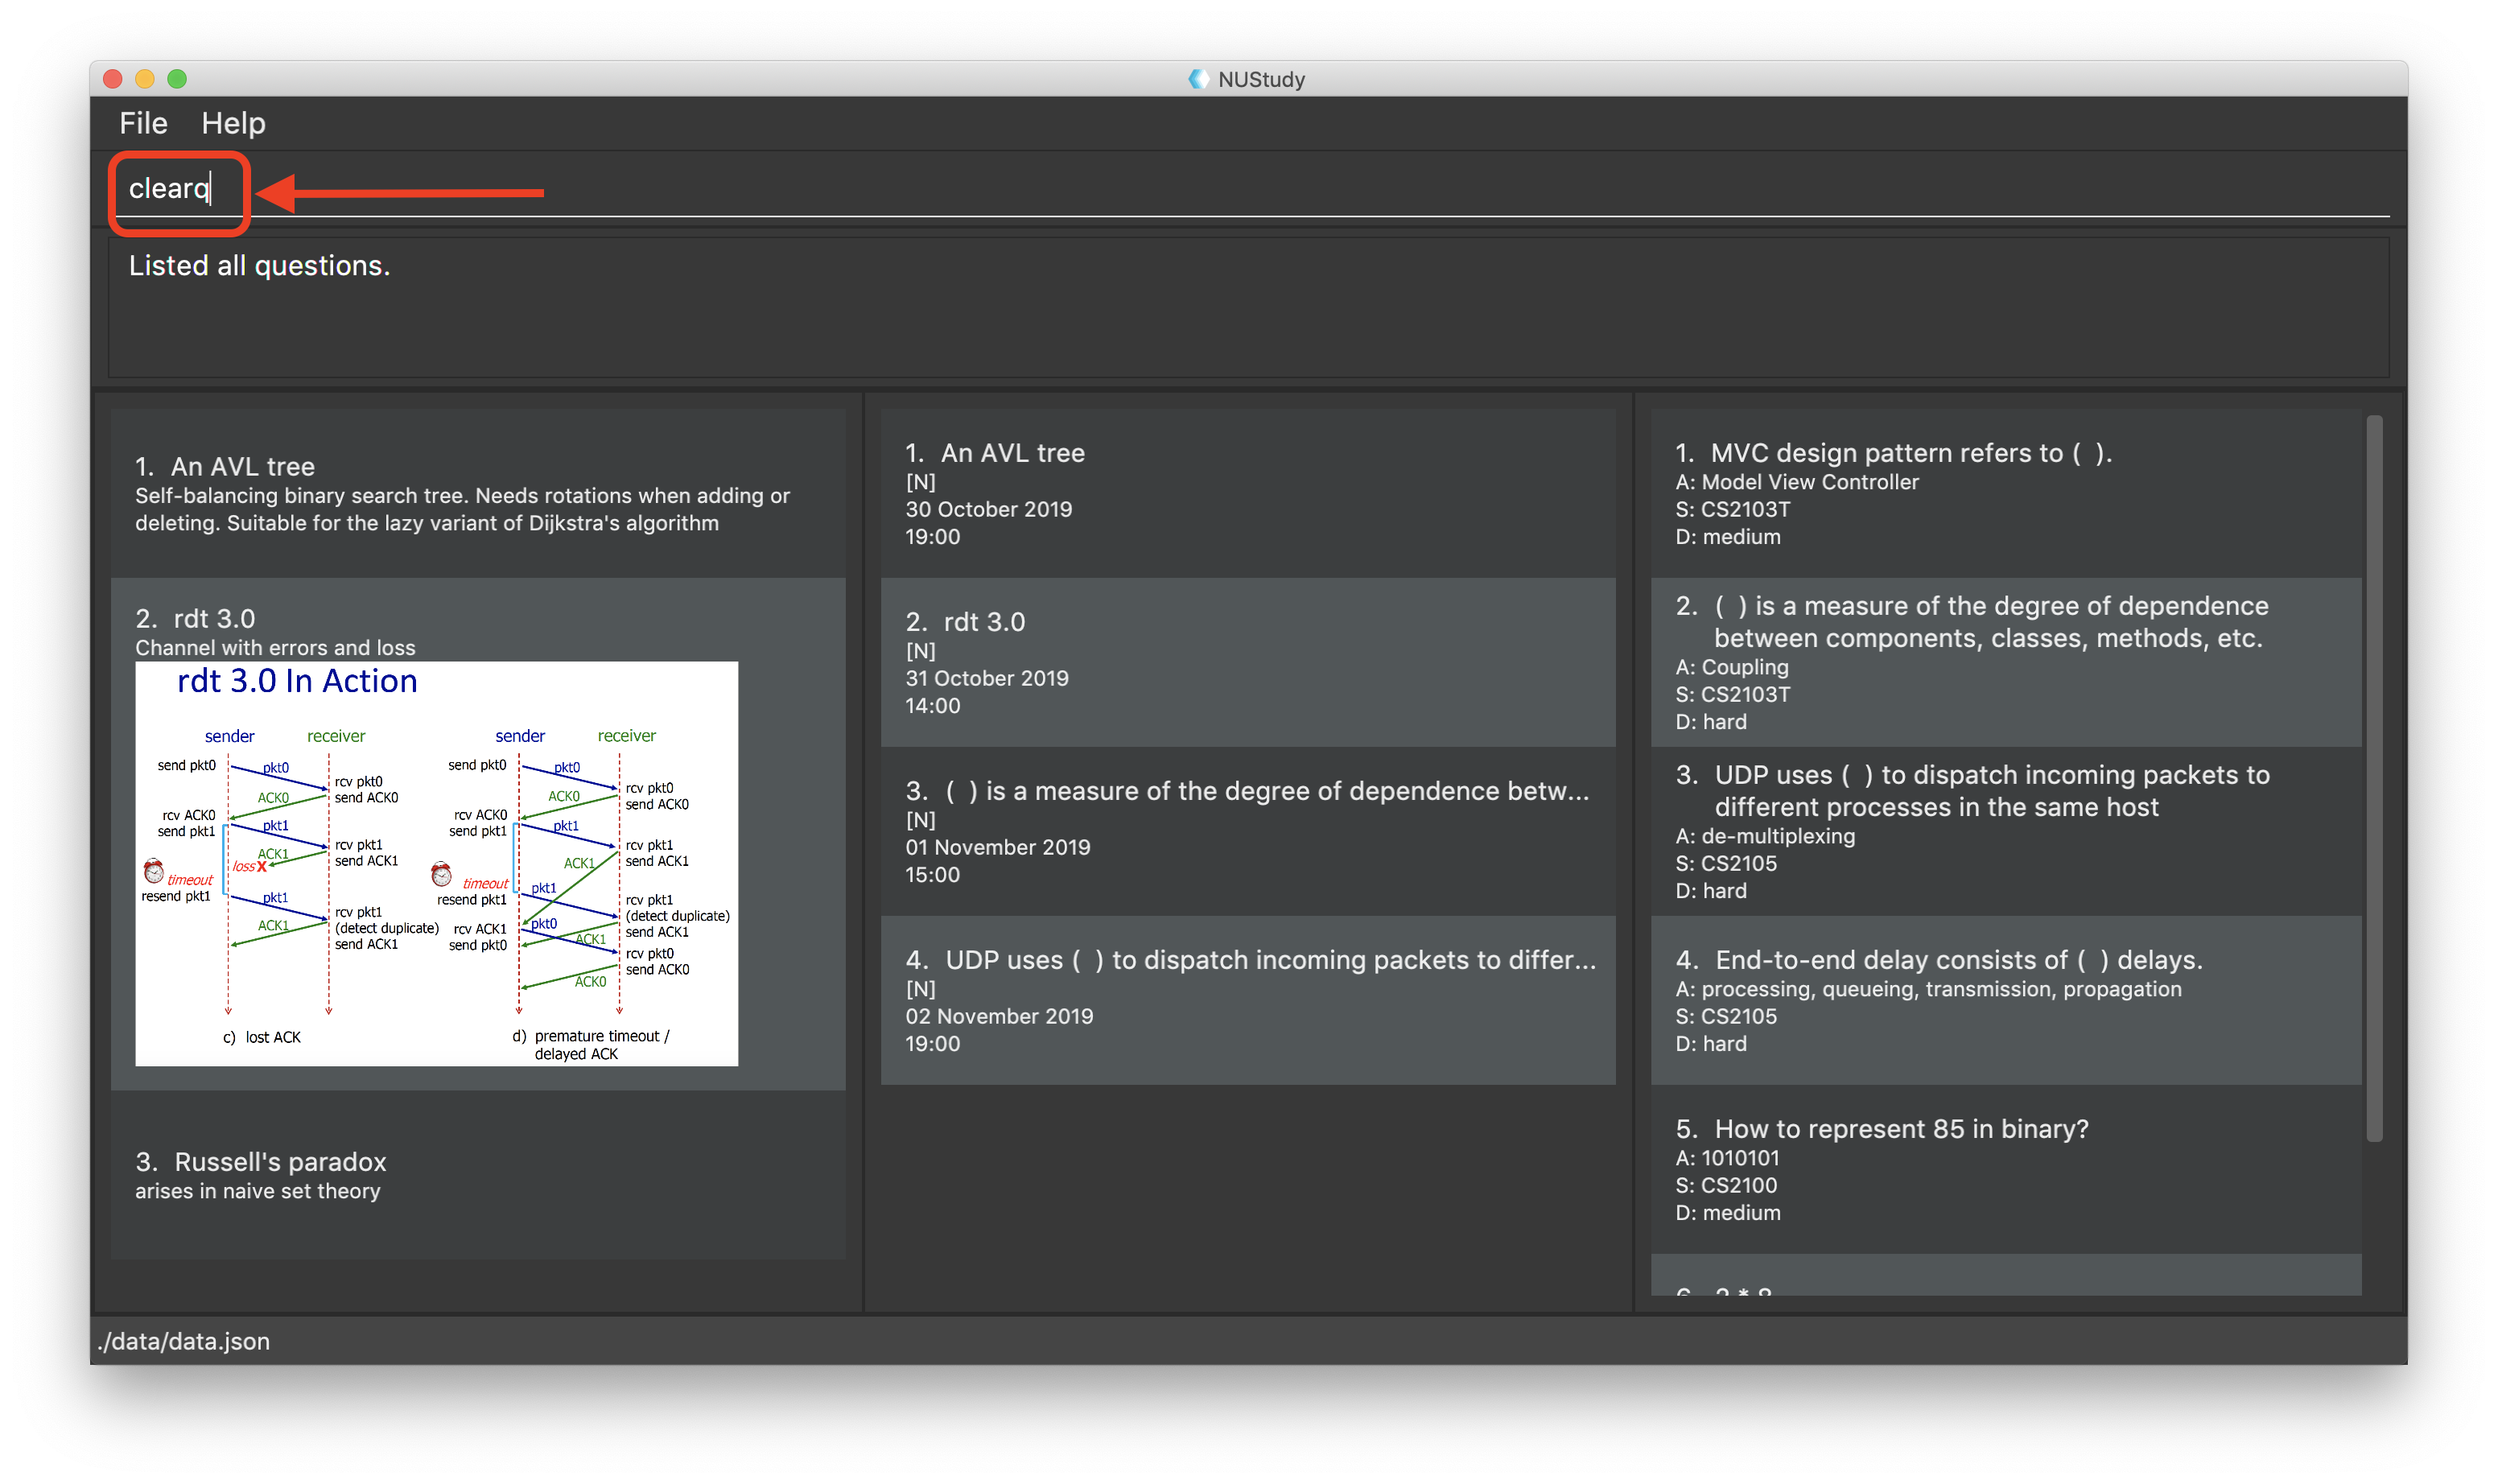 NUStudy
File Help
clearq
Listed all questions.
1. An AVL tree
Self-balancing binary search tree. Needs rotations when adding or
deleting. Suitable for the lazy variant of Dijkstra's algorithm
2. rdt 3.0
Channel with errors and loss
rdt 3.0 In Action
sender receiver
send pkt0
pkt0
rcv pkt0
send ACK0
ACK0
rcv ACK0
send pkt1
pkt1
rcv pkt1
send ACK1
ACK1
loss X
timeout
resend pkt1
pkt1
rcv pkt1
(detect duplicate)
send ACK1
ACK1
c) lost ACK
sender receiver
send pkt0
pkt0
rcv pkt0
send ACK0
ACK0
rcv ACK0
send pkt1
pkt1
rcv pkt1
send ACK1
ACK1
timeout
resend pkt1
pkt1
rcv pkt1
(detect duplicate)
send ACK1
rcv ACK1
send pkt0
pkt0
ACK1
rcv pkt0
send ACK0
ACK0
d) premature timeout /
delayed ACK
3. Russell's paradox
arises in naive set theory
1. An AVL tree
[N]
30 October 2019
19:00
2. rdt 3.0
[N]
31 October 2019
14:00
3. ( ) is a measure of the degree of dependence betw...
[N]
01 November 2019
15:00
4. UDP uses ( ) to dispatch incoming packets to differ...
[N]
02 November 2019
19:00
1. MVC design pattern refers to ( ).
A: Model View Controller
S: CS2103T
D: medium
2. ( ) is a measure of the degree of dependence
between components, classes, methods, etc.
A: Coupling
S: CS2103T
D: hard
3. UDP uses ( ) to dispatch incoming packets to
different processes in the same host
A: de-multiplexing
S: CS2105
D: hard
4. End-to-end delay consists of ( ) delays.
A: processing, queueing, transmission, propagation
S: CS2105
D: hard
5. How to represent 85 in binary?
A: 1010101
S: CS2100
D: medium
./data/data.json